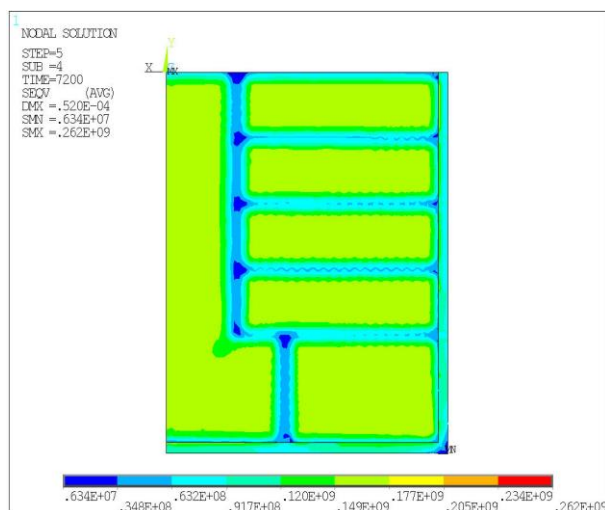 1
NODAL SOLUTION
STEP=5
SUB =4
TIME=7200
SEQV (AVG)
DMX =.520E-04
SMN =.634E+07
SMX =.262E+09
Y
X
MX
MN
.634E+07 .632E+08 .120E+09 .177E+09 .234E+09
.348E+08 .917E+08 .149E+09 .205E+09 .262E+09